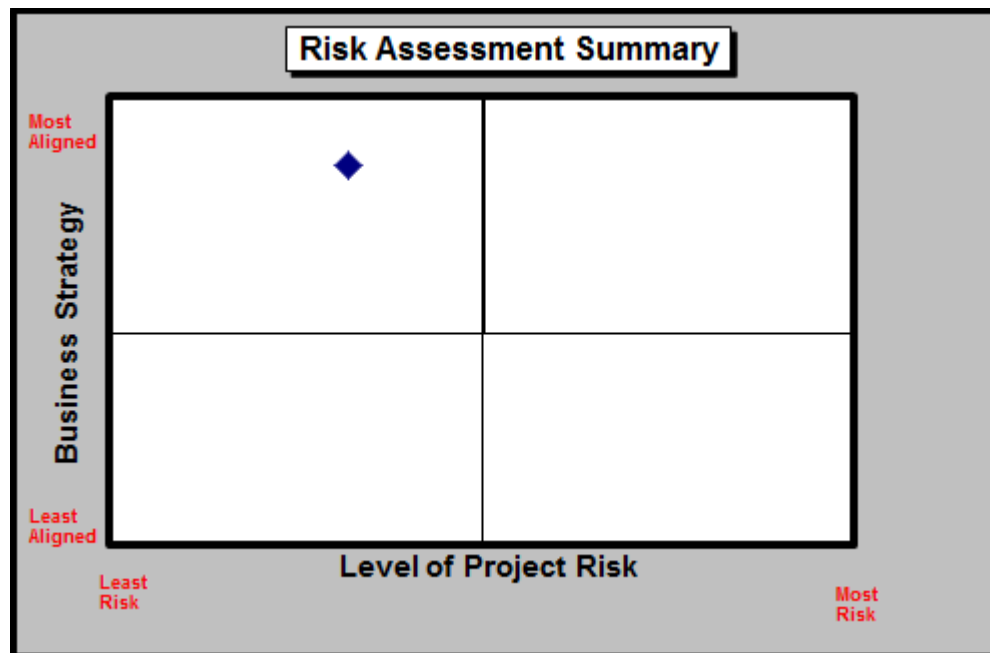 Risk Assessment Summary
Most
Aligned
Business Strategy
Least
Aligned
Level of Project Risk
Least
Risk
Most
Risk